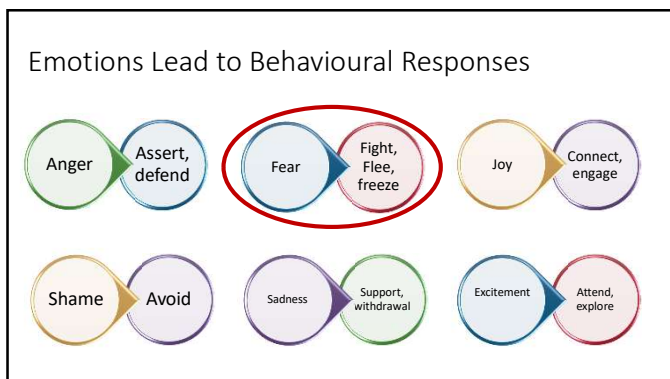 Emotions Lead to Behavioural Responses
Anger
Assert,
defend
Fear
Fight,
Flee,
freeze
Joy
Connect,
engage
Shame
Avoid
Sadness
Support,
withdrawal
Excitement
Attend,
explore